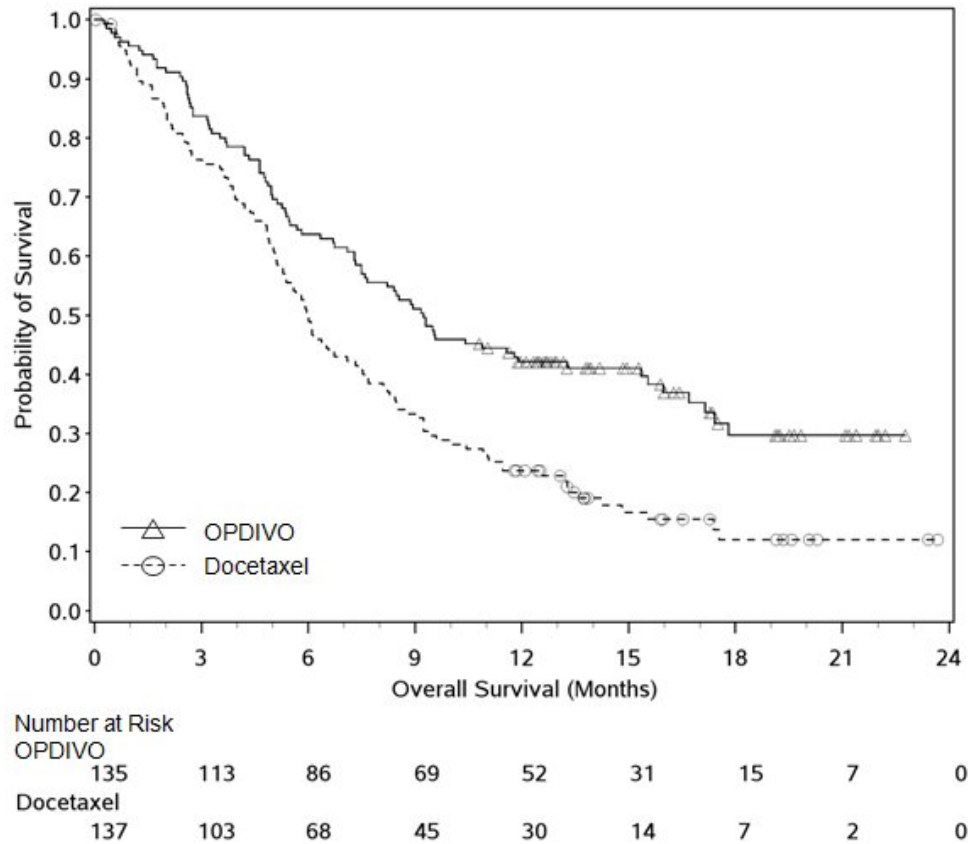 1.0
0.9
0.8
0.7
0.6
0.5
0.4
0.3
0.2
0.1
0.0
Probability of Survival
OPDIVO
Docetaxel
0 3 6 9 12 15 18 21 24
Overall Survival (Months)
Number at Risk
OPDIVO
135 113 86 69 52 31 15 7 0
Docetaxel
137 103 68 45 30 14 7 2 0